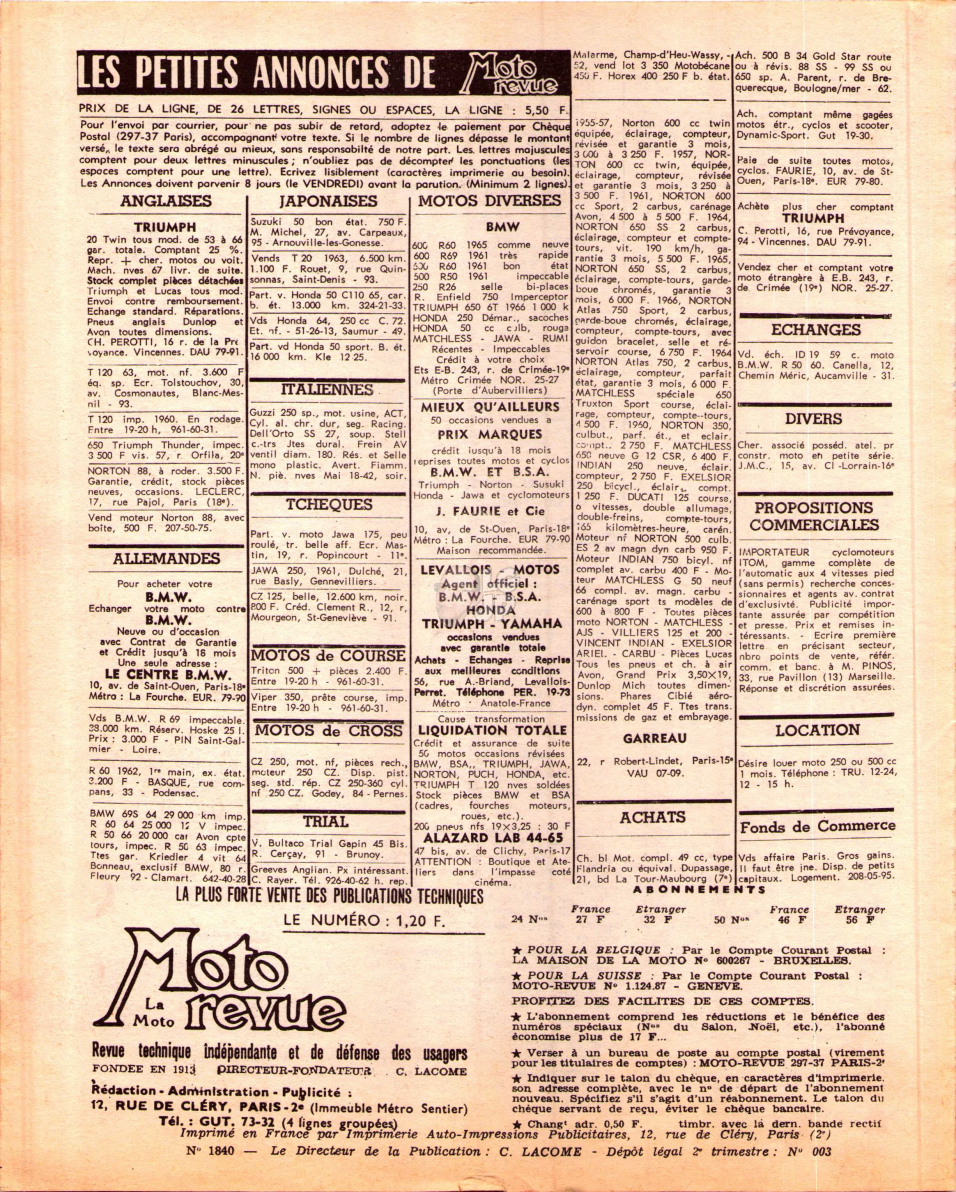 LES PETITES ANNONCES DE Moto revue
PRIX DE LA LIGNE, DE 26 LETTRES, SIGNES OU ESPACES, LA LIGNE : 5,50 F.
Pour l'envoi par courrier, pour ne pas subir de retard, adoptez le paiement par Chèque
Postal (297-37 Paris), accompagnant votre texte. Si le nombre de lignes dépasse le montant
versé, le texte sera abrégé au mieux, sans responsabilté de notre part. Les lettres majuscules
comptent pour deux lettres minuscules ; n'oubliez pas de décompter les ponctuations (les
espaces comptent pour une lettre). Ecrivez lisiblement (caractères imprimerie au besoin).
Les Annonces doivent parvenir 8 jours (le VENDREDI) avant la parution. (Minimum 2 lignes).
ANGLAISES
TRIUMPH
20 Twin tous mod. de 53 à 66
gar. totale. Comptant 25 %.
Repr. + cher. motos ou voit.
Mach. nves 67 livr. de suite.
Stock complet pièces détachées
Triumph et Lucas tous mod.
Envoi contre remboursement.
Echange standard. Réparations.
Pneus anglais Dunlop et
Avon toutes dimensions.
CH. PEROTTI, 16 r. de la Pré
voyance. Vincennes. DAU 79-91.
T 120 63, mot. nf. 3.600 F
éq. sp. Ecr. Tolstouchov, 30,
av. Cosmonautes, Blanc-Mes-
nil - 93.
T 120 imp. 1960. En rodage.
Entre 19-20 h, 961-60-31.
650 Triumph Thunder, impec.
3 500 F vis. 57, r. Orfila, 20e
NORTON 88, à roder. 3.500 F.
Garantie, crédit, stock pièces
neuves, occasions. LECLERC,
17, rue Pajol, Paris (18e).
Vend moteur Norton 88, avec
boîte, 500 F. 207-50-75.
ALLEMANDES
Pour acheter votre
B.M.W.
Echanger votre moto contre
B.M.W.
Neuve ou d'occasion
avec Contrat de Garantie
et Crédit jusqu'à 18 mois
Une seule adresse :
LE CENTRE B.M.W.
10, av. de Saint-Ouen, Paris-18e
Métro : La Fourche. EUR. 79-90
Vds B.M.W. R 69 impeccable.
38.000 km. Réserv. Hoske 25 l.
Prix : 3.000 F - PIN Saint-Gal-
mier - Loire.
R 60 1962, 1re main, ex. état.
3.200 F - BASQUE, rue com-
pans, 33 - Podensac.
BMW 69S 64 29 000 km imp.
R 60 64 25 000 12 V impec.
R 50 66 20 000 car Avon cpte
tours, impec. R 50 63 impec.
Ttes gar. Kriedler 4 vit 64
Bonneau, exclusif BMW, 80 r.
Fleury 92 - Clamart. 642-40-28
JAPONAISES
Suzuki 50 bon état. 750 F.
M. Michel, 27, av. Carpeaux,
95 - Arnouville-les-Gonesse.
Vends T 20 1963, 6.500 km.
1.100 F. Rouet, 9, rue Quin-
sonnas, Saint-Denis - 93.
Part. v. Honda 50 C110 65, car.
b. ét. 13.000 km. 324-21-33.
Vds Honda 64, 250 cc C.72.
Et. nf. - 51-26-13, Saumur - 49.
Part. vd Honda 50 sport. B. ét.
16 000 km. Kle 12 25.
ITALIENNES
Guzzi 250 sp., mot. usine, ACT,
Cyl. al. chr. dur, seg. Racing.
Dell'Orto SS 27, soup. Steil
c.-trs Jtes dural. Frein AV
ventil diam. 180. Rés. et Selle
mono plastic. Avert. Fiamm.
N. piè. nves Mai 18-42, soir.
TCHEQUES
Part. v. moto Jawa 175, peu
roulé, tr. belle aff. Ecr. Mas-
tin, 19, r. Popincourt - 11e.
JAWA 250, 1961, Dulché, 21,
rue Basly, Gennevilliers.
CZ 125, belle, 12.600 km, noir.
800 F. Créd. Clement R., 12, r,
Mourgeon, St-Geneviève - 91.
MOTOS de COURSE
Triton 500 + pièces 2.400 F.
Entre 19-20 h - 961-60-31.
Viper 350, prête course, imp.
Entre 19-20 h - 961-60-31.
MOTOS de CROSS
CZ 250, mot. nf, pièces rech.,
moteur 250 CZ. Disp. pist.
seg. std. rép. CZ 250-360 cyl.
nf 250 CZ. Godey, 84 - Pernes.
TRIAL
V. Bultaco Trial Gapin 45 Bis.
R. Cerçay, 91 - Brunoy.
Greeves Anglian. Px intéressant.
C. Rayer. Tél. 926-40-62 h. rep.
MOTOS DIVERSES
BMW
600 R60 1965 comme neuve
600 R69 1961 très rapide
500 R60 1961 bon état
500 R50 1961 impeccable
250 R26 selle bi-places
R. Enfield 750 Imperceptor
TRIUMPH 650 6T 1966 1 000 k
HONDA 250 Démar., sacoches
HONDA 50 cc culb, rouga
MATCHLESS - JAWA - RUMI
Récentes - Impeccables
Crédit à votre choix
Ets E-B. 243, r. de Crimée-19e
Métro Crimée NOR. 25-27
(Porte d'Aubervilliers)
MIEUX QU'AILLEURS
50 occasions vendues a
PRIX MARQUES
crédit jusqu'à 18 mois
reprises toutes motos et cyclos
B.M.W. ET B.S.A.
Triumph - Norton - Susuki
Honda - Jawa et cyclomoteurs
J. FAURIE et Cie
10, av. de St-Ouen, Paris-18e
Métro : La Fourche. EUR 79-90
Maison recommandée.
LEVALLOIS - MOTOS
Agent officiel :
B.M.W. - B.S.A.
HONDA
TRIUMPH - YAMAHA
occasions vendues
avec garantie totale
Achats - Echanges - Reprise
aux meilleures conditions
56, rue A.-Briand, Levallois-
Perret. Téléphone PER. 19-73
Métro · Anatole-France
Cause transformation
LIQUIDATION TOTALE
Crédit et assurance de suite
50 motos occasions révisées
BMW, BSA,, TRIUMPH, JAWA,
NORTON, PUCH, HONDA, etc.
TRIUMPH T 120 nves soldées
Stock pièces BMW et BSA
(cadres, fourches moteurs,
roues, etc.).
200 pneus nfs 19x3,25 : 30 F
ALAZARD LAB 44-65
47 bis, av. de Clichy, Paris-17
ATTENTION : Boutique et Ate-
liers dans l'impasse coté
cinéma.
Malarme, Champ-d'Heu-Wassy, -
52, vend lot 3 350 Motobécane
450 F. Horex 400 250 F b. état.
1955-57, Norton 600 cc twin
équipée, éclairage, compteur,
révisée et garantie 3 mois,
3 000 à 3 250 F. 1957, NOR-
TON 600 cc twin, équipée,
éclairage, compteur, révisée
et garantie 3 mois, 3 250 à
3 500 F. 1961, NORTON 600
cc Sport, 2 carbus, carénage
Avon, 4 500 à 5 500 F. 1964,
NORTON 650 SS 2 carbus,
éclairage, compteur et compte-
tours, vit. 190 km/h, ga-
rantie 3 mois, 5 500 F. 1965,
NORTON 650 SS, 2 carbus,
éclairage, compte-tours, garde-
boue chromés, garantie 3
mois, 6 000 F. 1966, NORTON
Atlas 750 Sport, 2 carbus,
garde-boue chromés, éclairage,
compteur, compte-tours, avec
guidon bracelet, selle et ré-
servoir course, 6 750 F. 1964
NORTON Atlas 750, 2 carbus,
éclairage, compteur, parfait
état, garantie 3 mois, 6 000 F.
MATCHLESS spéciale 650
Truxton Sport course, éclai-
rage, compteur, compte--tours,
4 500 F. 1960, NORTON 350,
culbut., parf. ét., et eclair,
compt.. 2 750 F. MATCHLESS
650 neuve G 12 CSR, 6 400 F.
INDIAN 250 neuve, éclair.
compteur, 2 750 F. EXELSIOR
250 bicycl., éclair., compt.
1 250 F. DUCATI 125 course,
6 vitesses, double allumage,
double-freins, compte-tours,
165 kilomètres-heure, carén.
Moteur nf NORTON 500 culb.
ES 2 av magn dyn carb 950 F.
Moteur INDIAN 750 bicyl. nf
complet av. carbu 400 F - Mo-
teur MATCHLESS G 50 neuf
66 compl. av. magn. carbu -
carénage sport ts modèles de
600 à 800 F - Toutes pièces
moto NORTON - MATCHLESS -
AJS - VILLIERS 125 et 200 -
VINCENT INDIAN - EXELSIOR
ARIEL. - CARBU - Pièces Lucas
Tous les pneus et ch. à air
Avon, Grand Prix 3,50X19,
Dunlop Mich toutes dimen-
sions. Phares Cibié aéro-
dyn. complet 45 F. Ttes trans.
missions de gaz et embrayage.
GARREAU
22, r Robert-Lindet, Paris-15e
VAU 07-09.
ACHATS
Ch. bl Mot. compl. 49 cc, type
Flandria ou équival. Dupassage,
21, bd La Tour-Maubourg (7e)
Ach. 500 B 34 Gold Star route
ou à révis. 88 SS - 99 SS ou
650 sp. A. Parent, r. de Bre-
querecque, Boulogne/mer - 62.
Ach. comptant même gagées
motos étr., cyclos et scooter,
Dynamic-Sport. Gut 19-30.
Paie de suite toutes motos,
cyclos. FAURIE, 10, av. de St-
Ouen, Paris-18e. EUR 79-80.
Achète plus cher comptant
TRIUMPH
C. Perotti, 16, rue Prévoyance,
94 - Vincennes. DAU 79-91.
Vendez cher et comptant votre
moto étrangère à E.B. 243, r.
de Crimée (19e) NOR. 25-27.
ECHANGES
Vd. éch. ID 19 59 c. moto
B.M.W. R 50 60. Canella, 12,
Chemin Méric, Aucamville - 31.
DIVERS
Cher. associé posséd. atel. pr
constr. moto en petite série.
J.M.C., 15, av. Cl -Lorrain-16e
PROPOSITIONS
COMMERCIALES
IMPORTATEUR cyclomoteurs
ITOM, gamme complète de
l'automatic aux 4 vitesses pied
(sans permis) recherche conces-
sionnaires et agents av. contrat
d'exclusivté. Publicité impor-
tante assurée par compétition
et presse. Prix et remises in-
téressants. - Ecrire première
lettre en précisant secteur,
nbro points de vente, référ.
comm. et banc. à M. PINOS,
33, rue Pavillon (13) Marseille.
Réponse et discrétion assurées.
LOCATION
Désire louer moto 250 ou 500 cc
1 mois. Téléphone : TRU. 12-24,
12 - 15 h.
Fonds de Commerce
Vds affaire Paris. Gros gains.
Il faut être jne. Disp. de petits
capitaux. Logement. 208-05-95.
LA PLUS FORTE VENTE DES PUBLICATIONS TECHNIQUES
LE NUMÉRO : 1,20 F.
Moto revue
La Moto
Revue technique indépendante et de défense des usagers
FONDEE EN 1913 DIRECTEUR-FONDATEUR . C. LACOME
Rédaction - Administration - Publicité :
12, RUE DE CLÉRY, PARIS - 2e (Immeuble Métro Sentier)
Tél. : GUT. 73-32 (4 lignes groupées)
ABONNEMENTS
France Etranger France Etranger
24 Nos 27 F 32 F 50 Nos 46 F 56 F
★ POUR LA BELGIQUE : Par le Compte Courant Postal :
LA MAISON DE LA MOTO No 600267 - BRUXELLES.
★ POUR LA SUISSE : Par le Compte Courant Postal :
MOTO-REVUE No 1.124.87 - GENEVE.
PROFITEZ DES FACILITES DE CES COMPTES.
★ L'abonnement comprend les réductions et le bénéfice des
numéros spéciaux (Nos du Salon, Noël, etc.), l'abonné
économise plus de 17 F...
★ Verser à un bureau de poste au compte postal (virement
pour les titulaires de comptes) : MOTO-REVUE 297-37 PARIS-2e
★ Indiquer sur le talon du chèque, en caractères d'imprimerie,
son adresse complète, avec le no de départ de l'abonnement
nouveau. Spécifiez s'il s'agit d'un réabonnement. Le talon du
chèque servant de reçu, éviter le chèque bancaire.
★ Changt adr. 0,50 F. timbr. avec la dern. bande rectif
Imprimé en France par Imprimerie Auto-Impressions Publicitaires, 12, rue de Cléry, Paris (2e)
No 1840 — Le Directeur de la Publication : C. LACOME - Dépôt légal 2e trimestre : No 003